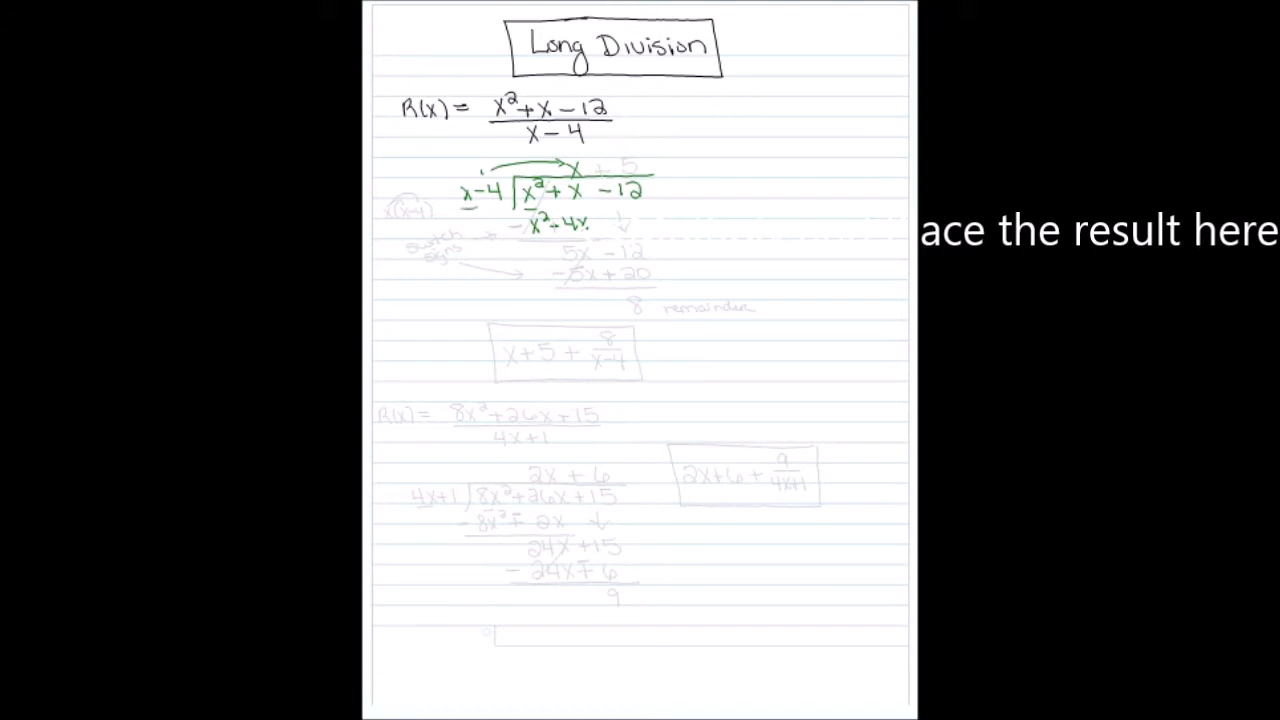 Long Division
R(x) = x²+x-12
x-4
x + 5
x-4 x² + x - 12
x(x-4)
- x² - 4x
ace the result here
switch
signs
5x - 12
- 5x + 20
8 remainder
x+5 + 8
x-4
R(x) = 8x²+26x+15
4x+1
2x + 6
2x+6 + 9
4x+1
4x+1 8x²+26x+15
- 8x² - 2x
24x +15
- 24x - 6
9